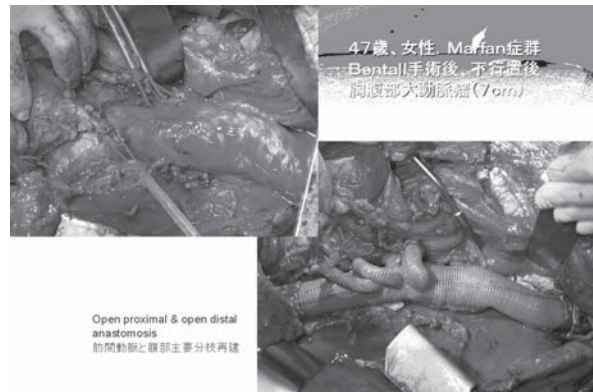 47歳、女性. Marfan症群
Bentall手術後. 不行置後
胸腹部大動脈瘤(7cm)
Open proximal & open distal
anastomosis
肋間動脈と腹部主要分枝再建